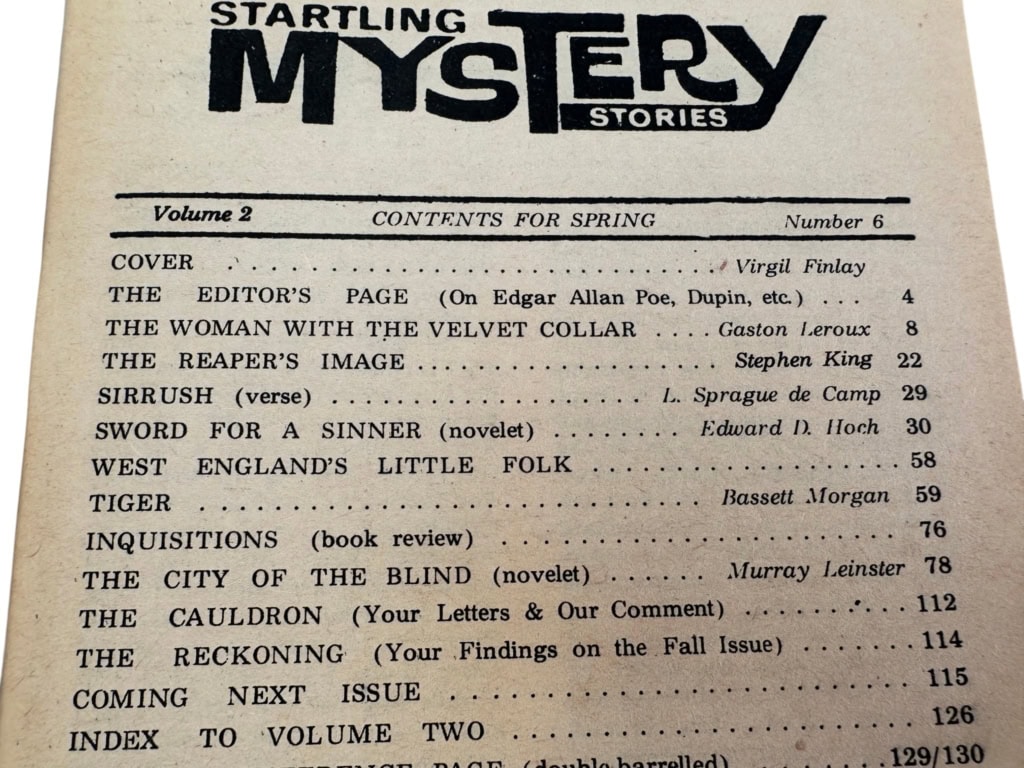 STARTLING
MYSTERY
STORIES
Volume 2 CONTENTS FOR SPRING Number 6
COVER . . . . . . . . . . . . . . . . . . . . . . . . . . Virgil Finlay
THE EDITOR'S PAGE (On Edgar Allan Poe, Dupin, etc.) . . . 4
THE WOMAN WITH THE VELVET COLLAR . . . . Gaston Leroux 8
THE REAPER'S IMAGE . . . . . . . . . . . . . . . . . . Stephen King 22
SIRRUSH (verse) . . . . . . . . . . . . . . . . . . L. Sprague de Camp 29
SWORD FOR A SINNER (novelet) . . . . . . . . Edward D. Hoch 30
WEST ENGLAND'S LITTLE FOLK . . . . . . . . . . . . . . . . . . 58
TIGER . . . . . . . . . . . . . . . . . . . . . . . . . . . . Bassett Morgan 59
INQUISITIONS (book review) . . . . . . . . . . . . . . . . . . . . . . 76
THE CITY OF THE BLIND (novelet) . . . . . . Murray Leinster 78
THE CAULDRON (Your Letters & Our Comment) . . . . . . . . . 112
THE RECKONING (Your Findings on the Fall Issue) . . . . . . . 114
COMING NEXT ISSUE . . . . . . . . . . . . . . . . . . . . . . . . . 115
INDEX TO VOLUME TWO . . . . . . . . . . . . . . . . . . . . . . 126
PAGE (double-barrelled) . . . . . . . . . 129/130